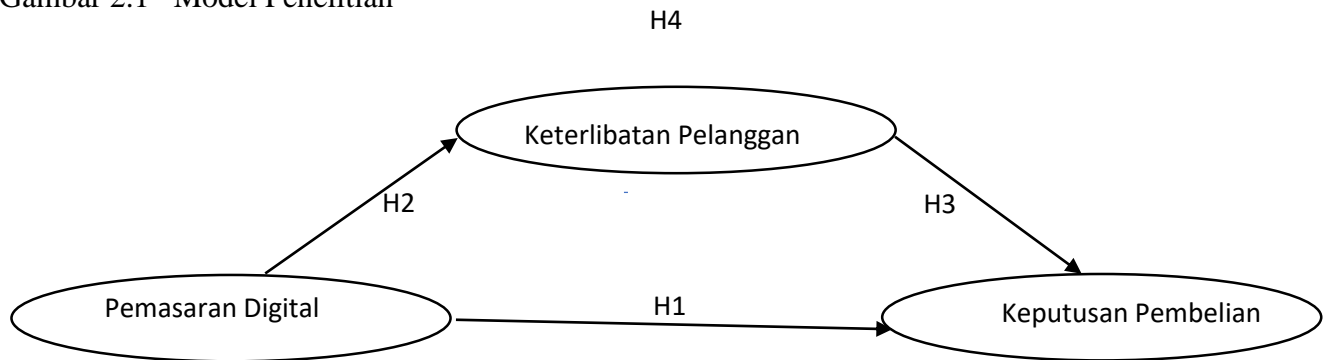 Gambar 2.1 Model Penelitian
H4
Keterlibatan Pelanggan
H2
H3
Pemasaran Digital
H1
Keputusan Pembelian